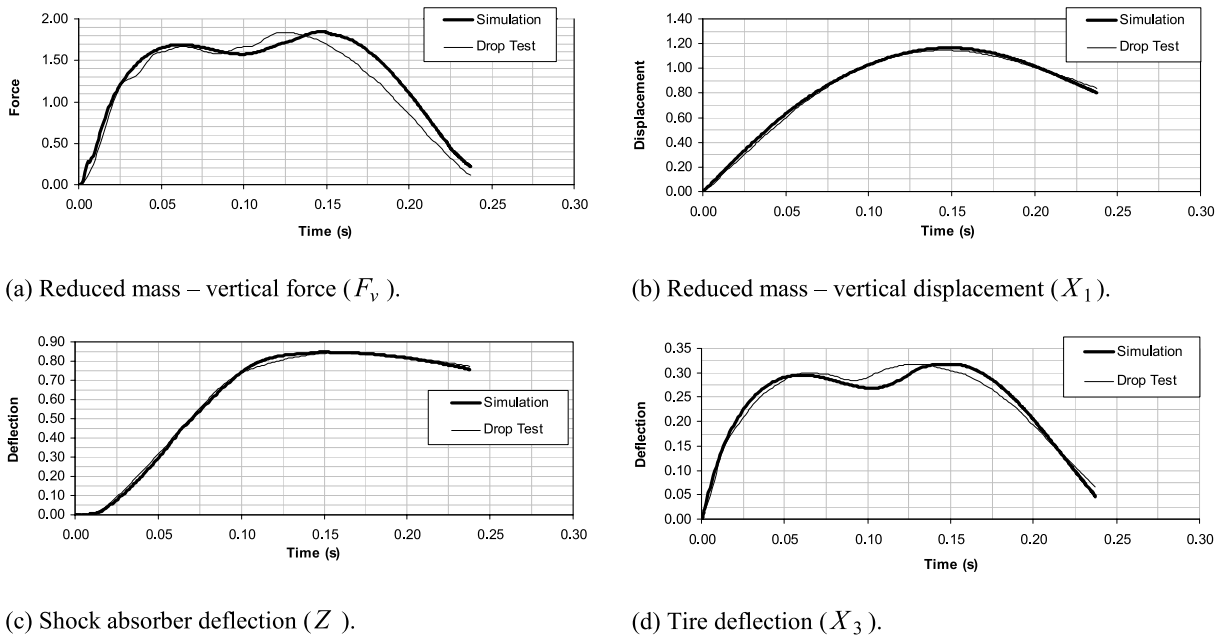 2.00
1.50
1.00
0.50
0.00
Force
0.00 0.05 0.10 0.15 0.20 0.25 0.30
Time (s)
Simulation
Drop Test
(a) Reduced mass – vertical force (F_v).
1.40
1.20
1.00
0.80
0.60
0.40
0.20
0.00
Displacement
0.00 0.05 0.10 0.15 0.20 0.25 0.30
Time (s)
Simulation
Drop Test
(b) Reduced mass – vertical displacement (X_1).
0.90
0.80
0.70
0.60
0.50
0.40
0.30
0.20
0.10
0.00
Deflection
0.00 0.05 0.10 0.15 0.20 0.25 0.30
Time (s)
Simulation
Drop Test
(c) Shock absorber deflection (Z ).
0.35
0.30
0.25
0.20
0.15
0.10
0.05
0.00
Deflection
0.00 0.05 0.10 0.15 0.20 0.25 0.30
Time (s)
Simulation
Drop Test
(d) Tire deflection (X_3).